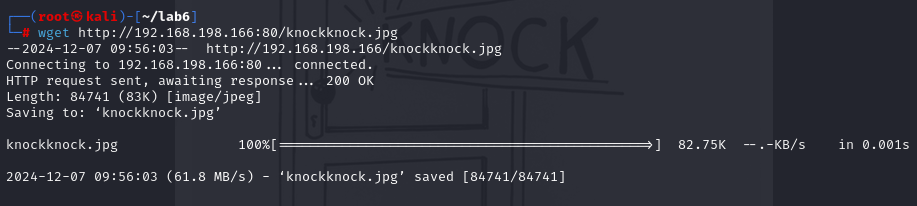 KNOCK
┌──(root㉿kali)-[~/lab6]
└─# wget http://192.168.198.166:80/knockknock.jpg
--2024-12-07 09:56:03--  http://192.168.198.166/knockknock.jpg
Connecting to 192.168.198.166:80... connected.
HTTP request sent, awaiting response... 200 OK
Length: 84741 (83K) [image/jpeg]
Saving to: ‘knockknock.jpg’
knockknock.jpg 100%[===============================================>] 82.75K --.-KB/s in 0.001s
2024-12-07 09:56:03 (61.8 MB/s) - ‘knockknock.jpg’ saved [84741/84741]